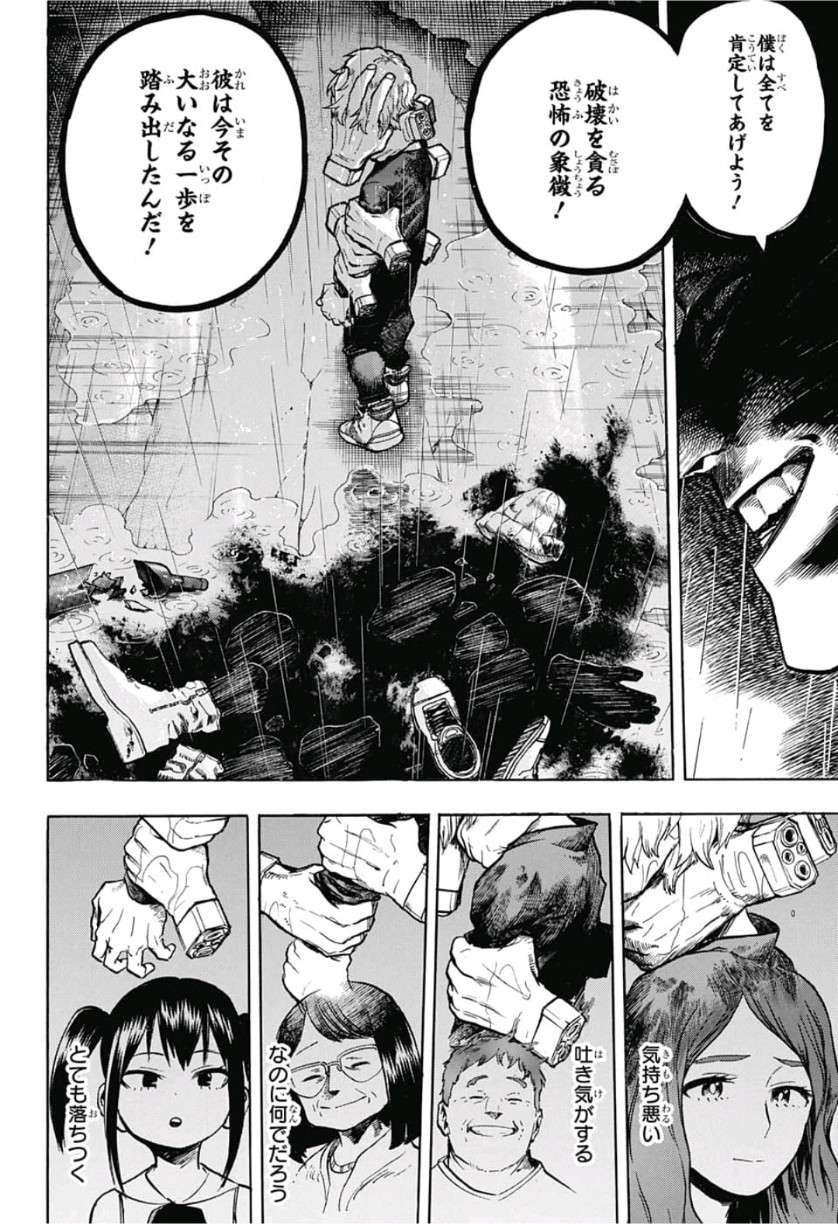 僕は全てを
肯定してあげよう！
破壊を貪る
恐怖の象徴！
彼は今その
大いなる一歩を
踏み出したんだ！
気持ち悪い
吐き気がする
なのに何でだろう
とても落ちつく